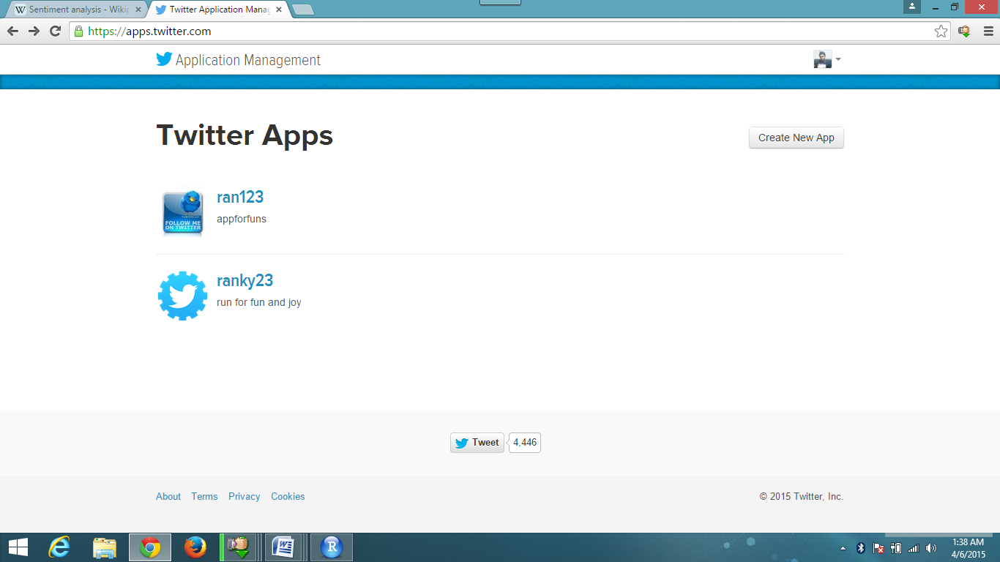 Sentiment analysis - Wikip
Twitter Application Manag
https://apps.twitter.com
Application Management
Twitter Apps
Create New App
ran123
appforfuns
FOLLOW ME
ON TWITTER
ranky23
run for fun and joy
Tweet
4,446
About Terms Privacy Cookies
© 2015 Twitter, Inc.
1:38 AM
4/6/2015